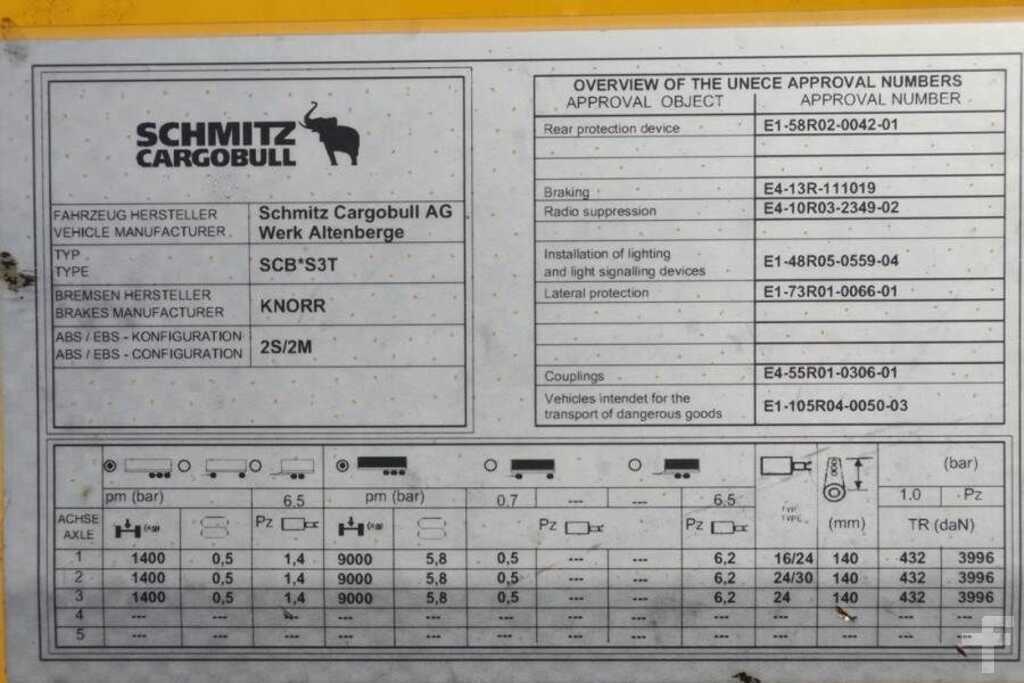 SCHMITZ
CARGOBULL
FAHRZEUG HERSTELLER
VEHICLE MANUFACTURER
Schmitz Cargobull AG
Werk Altenberge
TYP
TYPE
SCB*S3T
BREMSEN HERSTELLER
BRAKES MANUFACTURER
KNORR
ABS / EBS - KONFIGURATION
ABS / EBS - CONFIGURATION
2S/2M
OVERVIEW OF THE UNECE APPROVAL NUMBERS
APPROVAL OBJECT APPROVAL NUMBER
Rear protection device E1-58R02-0042-01
Braking E4-13R-111019
Radio suppression E4-10R03-2349-02
Installation of lighting
and light signalling devices E1-48R05-0559-04
Lateral protection E1-73R01-0066-01
Couplings E4-55R01-0306-01
Vehicles intendet for the
transport of dangerous goods E1-105R04-0050-03
(bar)
pm (bar) 6,5 pm (bar) 0,7 --- --- 6,5 1.0 Pz
ACHSE
AXLE
(kg) Pz (kg) Pz Pz TYP
TYPE (mm) TR (daN)
1 1400 0,5 1,4 9000 5,8 0,5 --- --- 6,2 16/24 140 432 3996
2 1400 0,5 1,4 9000 5,8 0,5 --- --- 6,2 24/30 140 432 3996
3 1400 0,5 1,4 9000 5,8 0,5 --- --- 6,2 24 140 432 3996
4 --- --- --- --- --- --- --- --- --- --- --- --- ---
5 --- --- --- --- --- --- --- --- --- --- --- --- ---
f